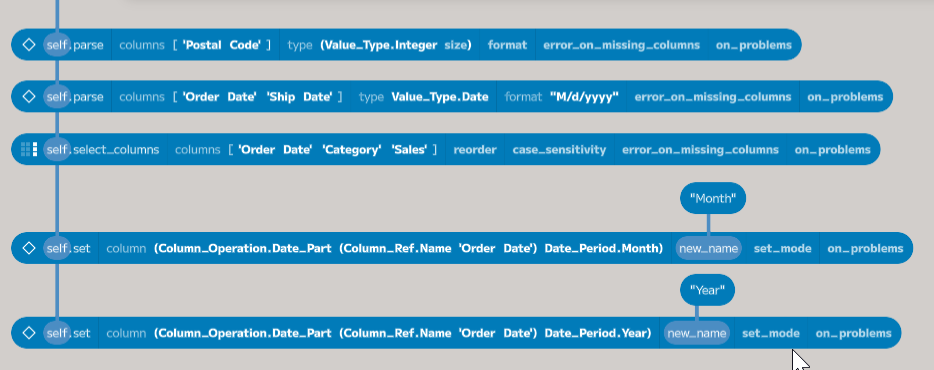 self.parse columns [ 'Postal Code' ] type (Value_Type.Integer size) format error_on_missing_columns on_problems
self.parse columns [ 'Order Date' 'Ship Date' ] type Value_Type.Date format "M/d/yyyy" error_on_missing_columns on_problems
self.select_columns columns [ 'Order Date' 'Category' 'Sales' ] reorder case_sensitivity error_on_missing_columns on_problems
"Month"
self.set column (Column_Operation.Date_Part (Column_Ref.Name 'Order Date') Date_Period.Month) new_name set_mode on_problems
"Year"
self.set column (Column_Operation.Date_Part (Column_Ref.Name 'Order Date') Date_Period.Year) new_name set_mode on_problems